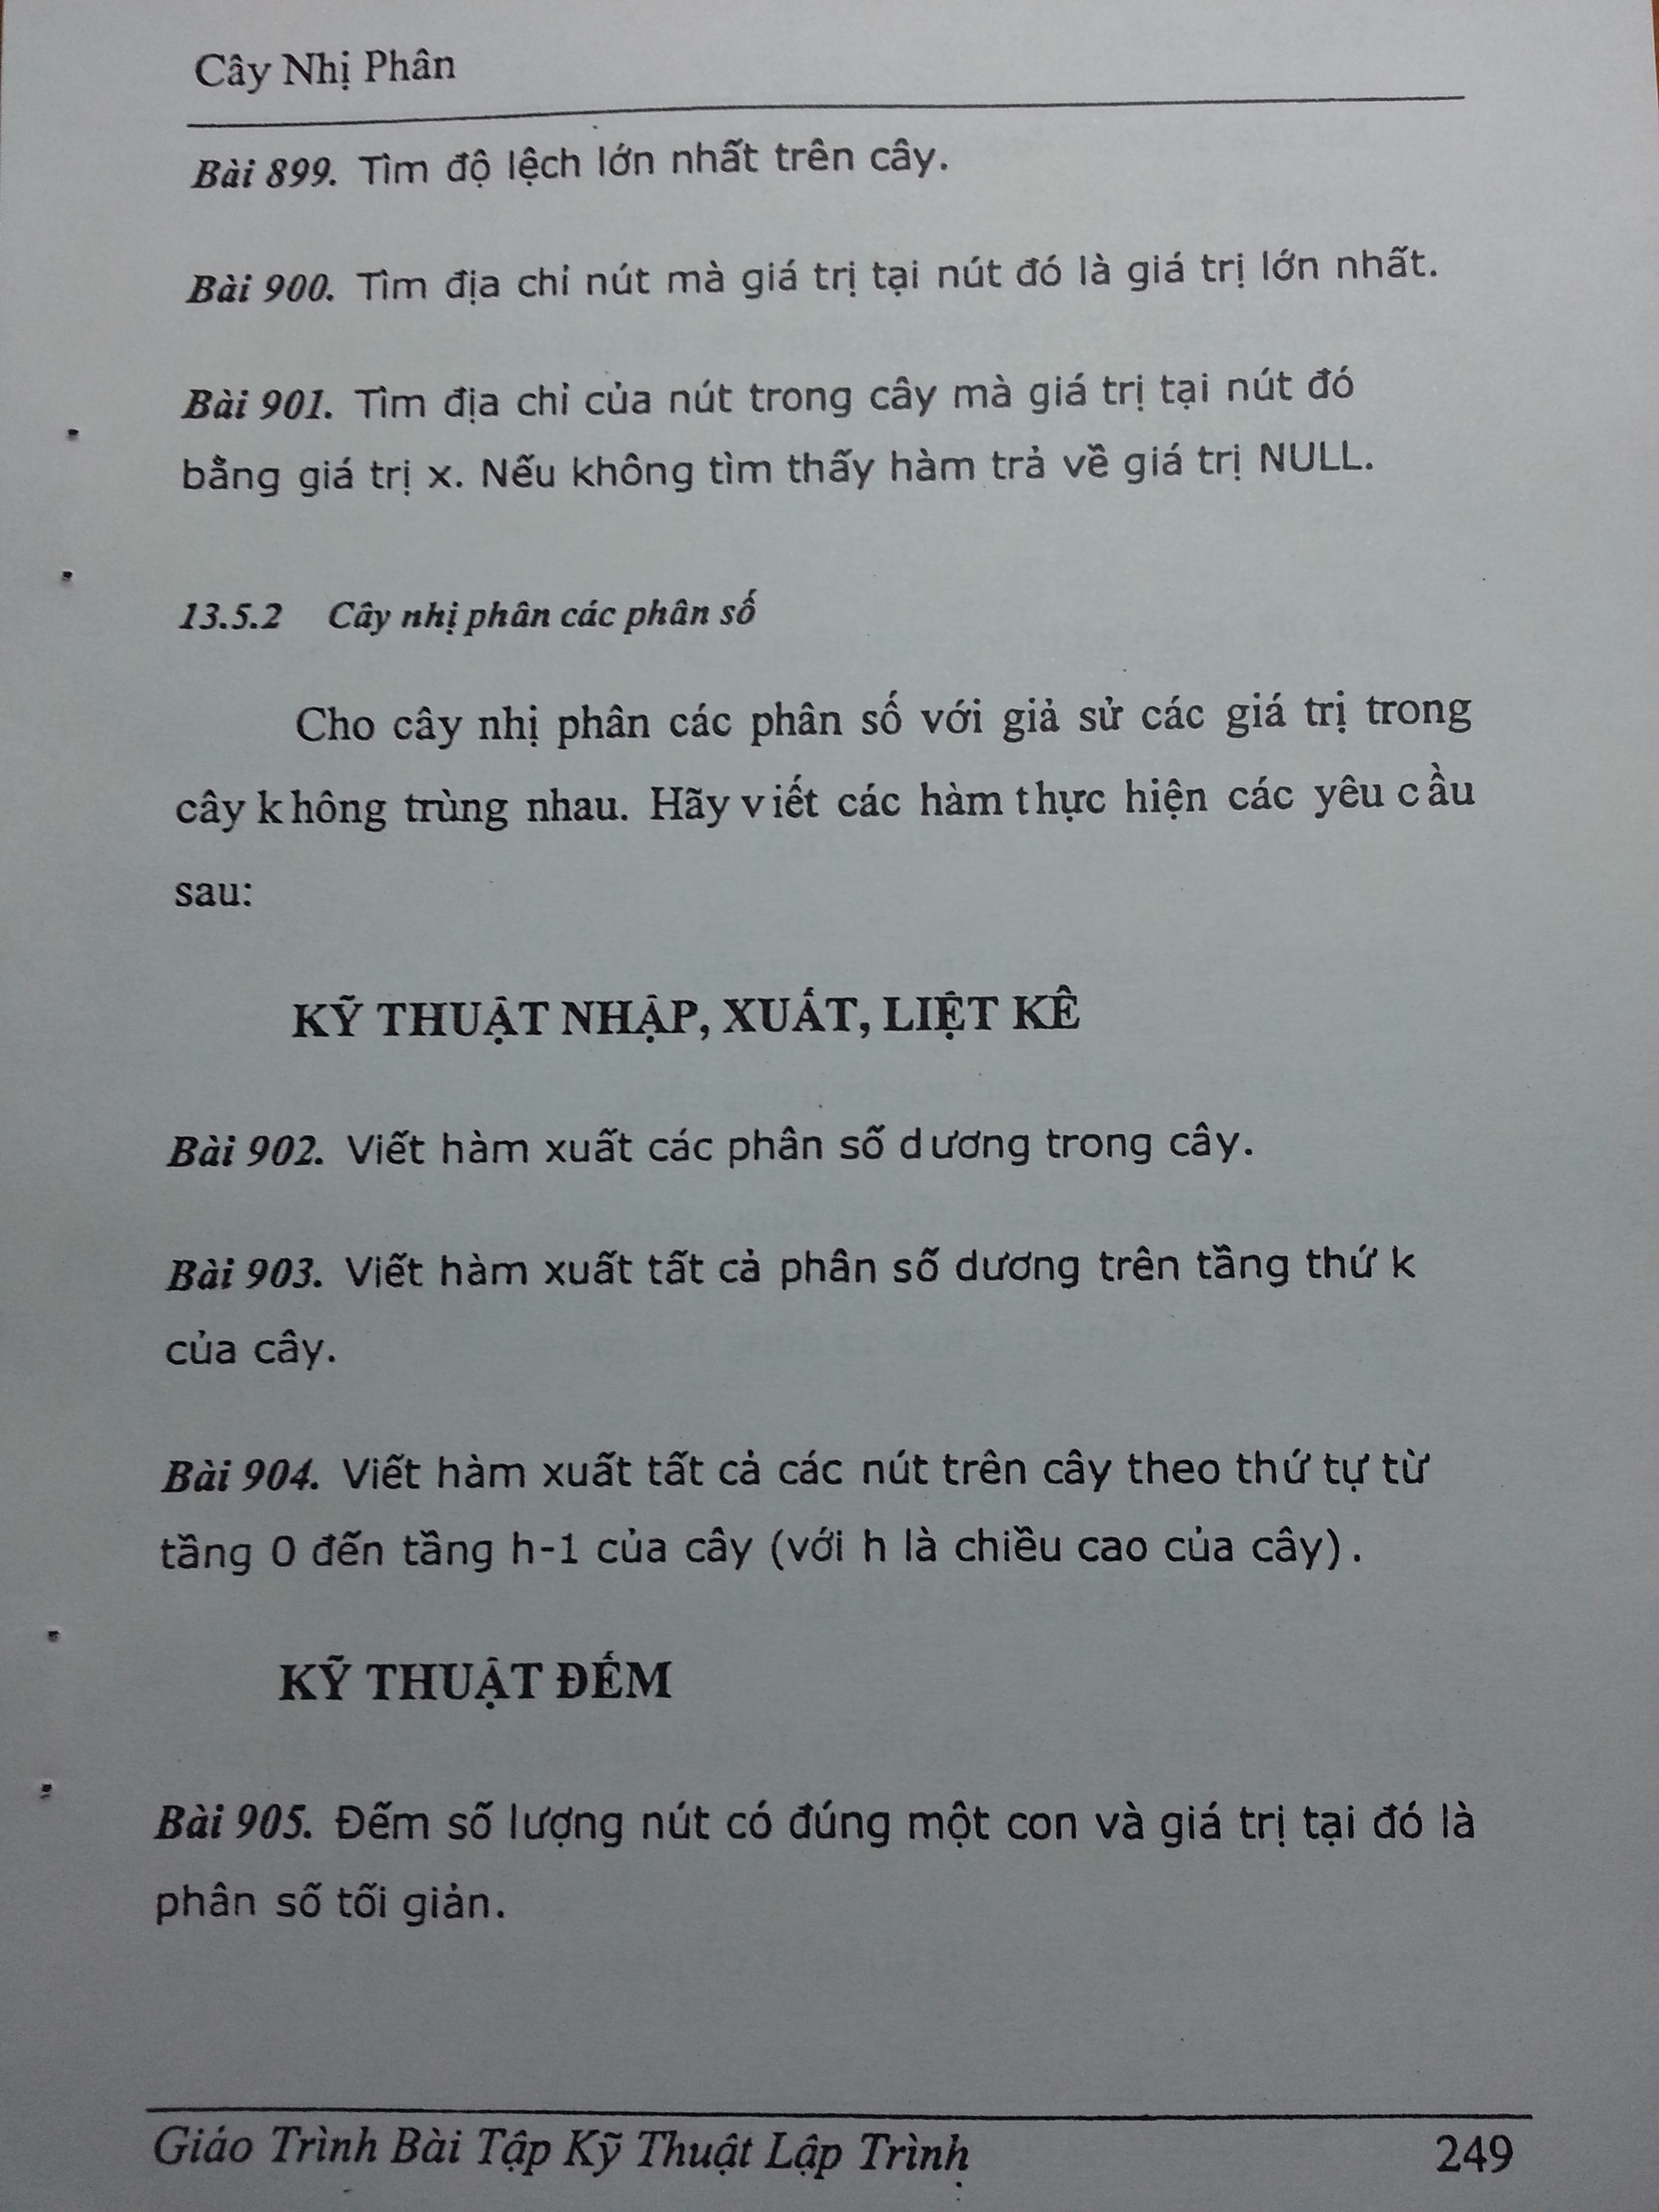 Cây Nhị Phân
Bài 899. Tìm độ lệch lớn nhất trên cây.
Bài 900. Tìm địa chỉ nút mà giá trị tại nút đó là giá trị lớn nhất.
Bài 901. Tìm địa chỉ của nút trong cây mà giá trị tại nút đó
bằng giá trị x. Nếu không tìm thấy hàm trả về giá trị NULL.
13.5.2 Cây nhị phân các phân số
Cho cây nhị phân các phân số với giả sử các giá trị trong
cây không trùng nhau. Hãy viết các hàm thực hiện các yêu cầu
sau:
KỸ THUẬT NHẬP, XUẤT, LIỆT KÊ
Bài 902. Viết hàm xuất các phân số dương trong cây.
Bài 903. Viết hàm xuất tất cả phân số dương trên tầng thứ k
của cây.
Bài 904. Viết hàm xuất tất cả các nút trên cây theo thứ tự từ
tầng 0 đến tầng h-1 của cây (với h là chiều cao của cây).
KỸ THUẬT ĐẾM
Bài 905. Đếm số lượng nút có đúng một con và giá trị tại đó là
phân số tối giản.
Giáo Trình Bài Tập Kỹ Thuật Lập Trình 249